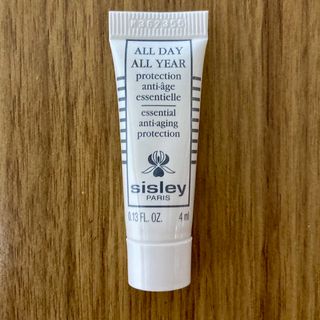 ALL DAY
ALL YEAR
protection
anti-âge
essentielle
essential
anti-aging
protection
sisley
PARIS
0.13 FL. OZ. 4 ml